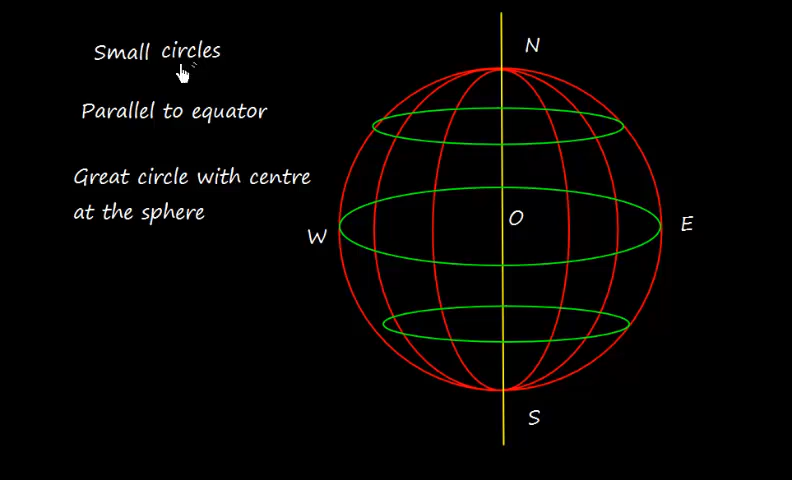 Small circles
Parallel to equator
Great circle with centre
at the sphere
N
O
W
E
S